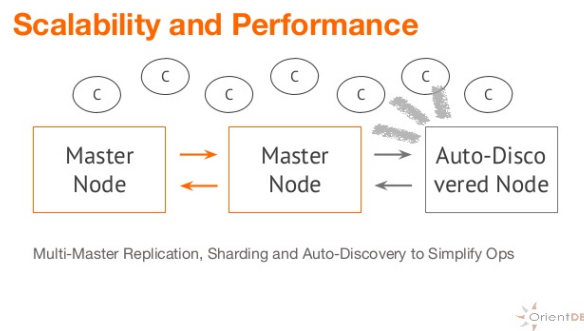 Scalability and Performance
C C C C C C C
Master
Node
Master
Node
Auto-Disco
vered Node
Multi-Master Replication, Sharding and Auto-Discovery to Simplify Ops
OrientDB